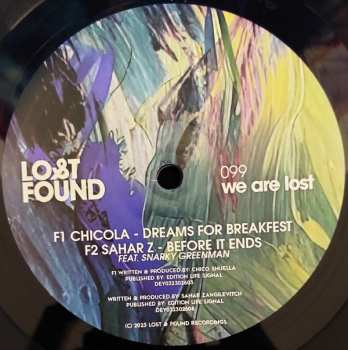 LO&ST
FOUND
099
we are lost
F1 CHICOLA - DREAMS FOR BREAKFEST
F2 SAHAR Z - BEFORE IT ENDS
FEAT. SNARKY GREENMAN
F1 WRITTEN & PRODUCED BY: CHICO SHUELLA
PUBLISHED BY: EDITION LIFE SIGNAL
WRITTEN & PRODUCED BY: SAHAR ZANGILEVITCH
PUBLISHED BY: EDITION LIFE SIGNAL
(C) 2025 LOST & FOUND RECORDINGS